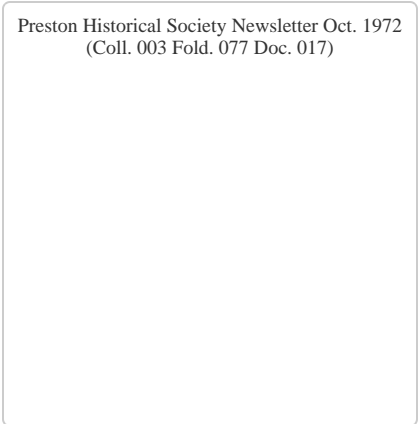 Preston Historical Society Newsletter Oct. 1972
(Coll. 003 Fold. 077 Doc. 017)